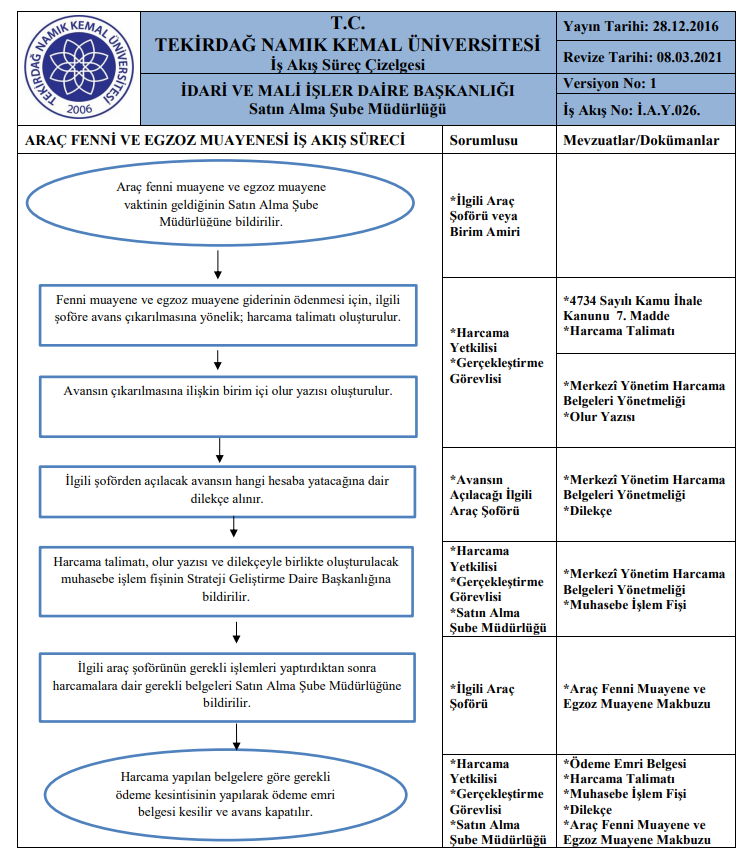 TEKİRDAĞ NAMIK KEMAL ÜNİVERSİTESİ
2006
T.C.
TEKİRDAĞ NAMIK KEMAL ÜNİVERSİTESİ
İş Akış Süreç Çizelgesi
İDARİ VE MALİ İŞLER DAİRE BAŞKANLIĞI
Satın Alma Şube Müdürlüğü
Yayın Tarihi: 28.12.2016
Revize Tarihi: 08.03.2021
Versiyon No: 1
İş Akış No: İ.A.Y.026.
ARAÇ FENNİ VE EGZOZ MUAYENESİ İŞ AKIŞ SÜRECİ
Sorumlusu
Mevzuatlar/Dokümanlar
Araç fenni muayene ve egzoz muayene
vaktinin geldiğinin Satın Alma Şube
Müdürlüğüne bildirilir.
*İlgili Araç
Şoförü veya
Birim Amiri
Fenni muayene ve egzoz muayene giderinin ödenmesi için, ilgili
şoföre avans çıkarılmasına yönelik; harcama talimatı oluşturulur.
*Harcama
Yetkilisi
*Gerçekleştirme
Görevlisi
*4734 Sayılı Kamu İhale
Kanunu 7. Madde
*Harcama Talimatı
Avansın çıkarılmasına ilişkin birim içi olur yazısı oluşturulur.
*Merkezî Yönetim Harcama
Belgeleri Yönetmeliği
*Olur Yazısı
İlgili şoförden açılacak avansın hangi hesaba yatacağına dair
dilekçe alınır.
*Avansın
Açılacağı İlgili
Araç Şoförü
*Merkezî Yönetim Harcama
Belgeleri Yönetmeliği
*Dilekçe
Harcama talimatı, olur yazısı ve dilekçeyle birlikte oluşturulacak
muhasebe işlem fişinin Strateji Geliştirme Daire Başkanlığına
bildirilir.
*Harcama
Yetkilisi
*Gerçekleştirme
Görevlisi
*Satın Alma
Şube Müdürlüğü
*Merkezî Yönetim Harcama
Belgeleri Yönetmeliği
*Muhasebe İşlem Fişi
İlgili araç şoförünün gerekli işlemleri yaptırdıktan sonra
harcamalara dair gerekli belgeleri Satın Alma Şube Müdürlüğüne
bildirilir.
*İlgili Araç
Şoförü
*Araç Fenni Muayene ve
Egzoz Muayene Makbuzu
Harcama yapılan belgelere göre gerekli
ödeme kesintisinin yapılarak ödeme emri
belgesi kesilir ve avans kapatılır.
*Harcama
Yetkilisi
*Gerçekleştirme
Görevlisi
*Satın Alma
Şube Müdürlüğü
*Ödeme Emri Belgesi
*Harcama Talimatı
*Muhasebe İşlem Fişi
*Dilekçe
*Araç Fenni Muayene ve
Egzoz Muayene Makbuzu